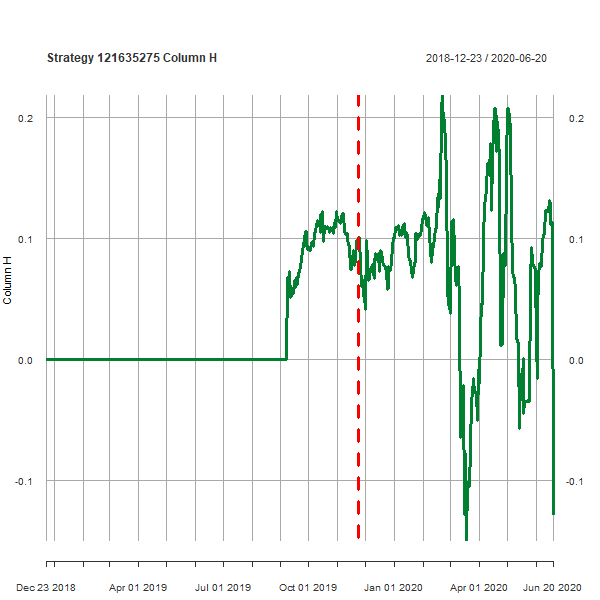 Strategy 121635275 Column H
2018-12-23 / 2020-06-20
0.2
0.2
0.1
0.1
Column H
0.0
0.0
-0.1
-0.1
Dec 23 2018
Apr 01 2019
Jul 01 2019
Oct 01 2019
Jan 01 2020
Apr 01 2020
Jun 20 2020